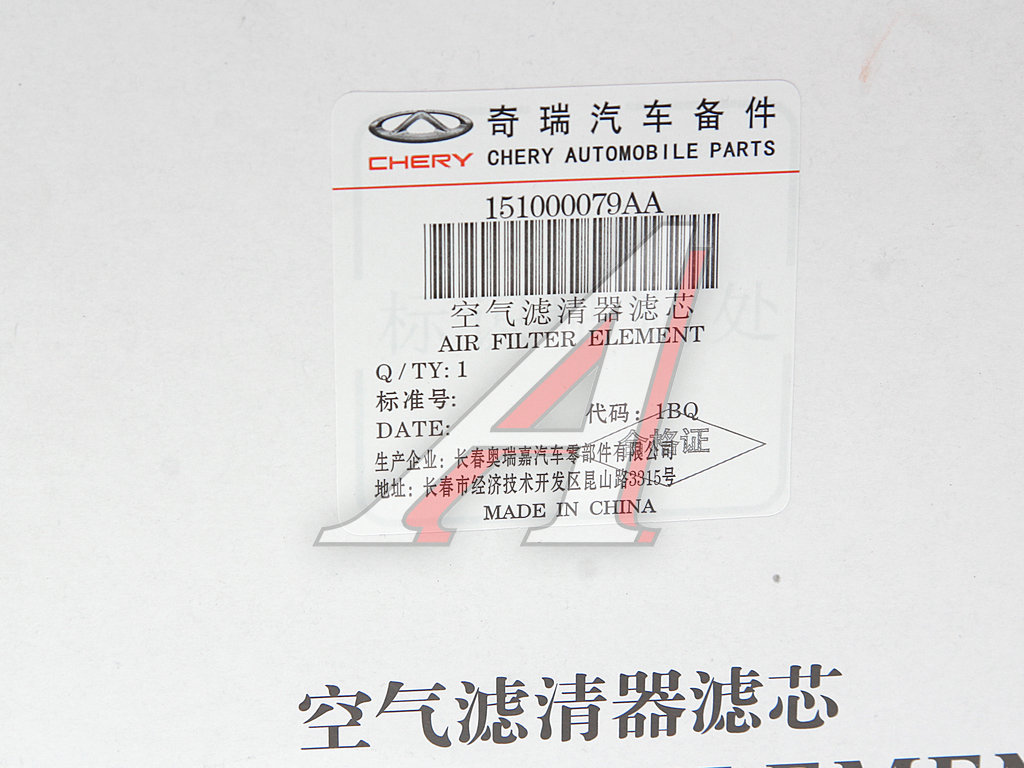 奇瑞汽车备件
CHERY
CHERY AUTOMOBILE PARTS
151000079AA
空气滤清器滤芯
AIR FILTER ELEMENT
Q/TY: 1
标准号:
代码: 1BQ
DATE:
合格证
生产企业: 长春奥瑞嘉汽车零部件有限公司
地址: 长春市经济技术开发区昆山路3315号
MADE IN CHINA
空气滤清器滤芯